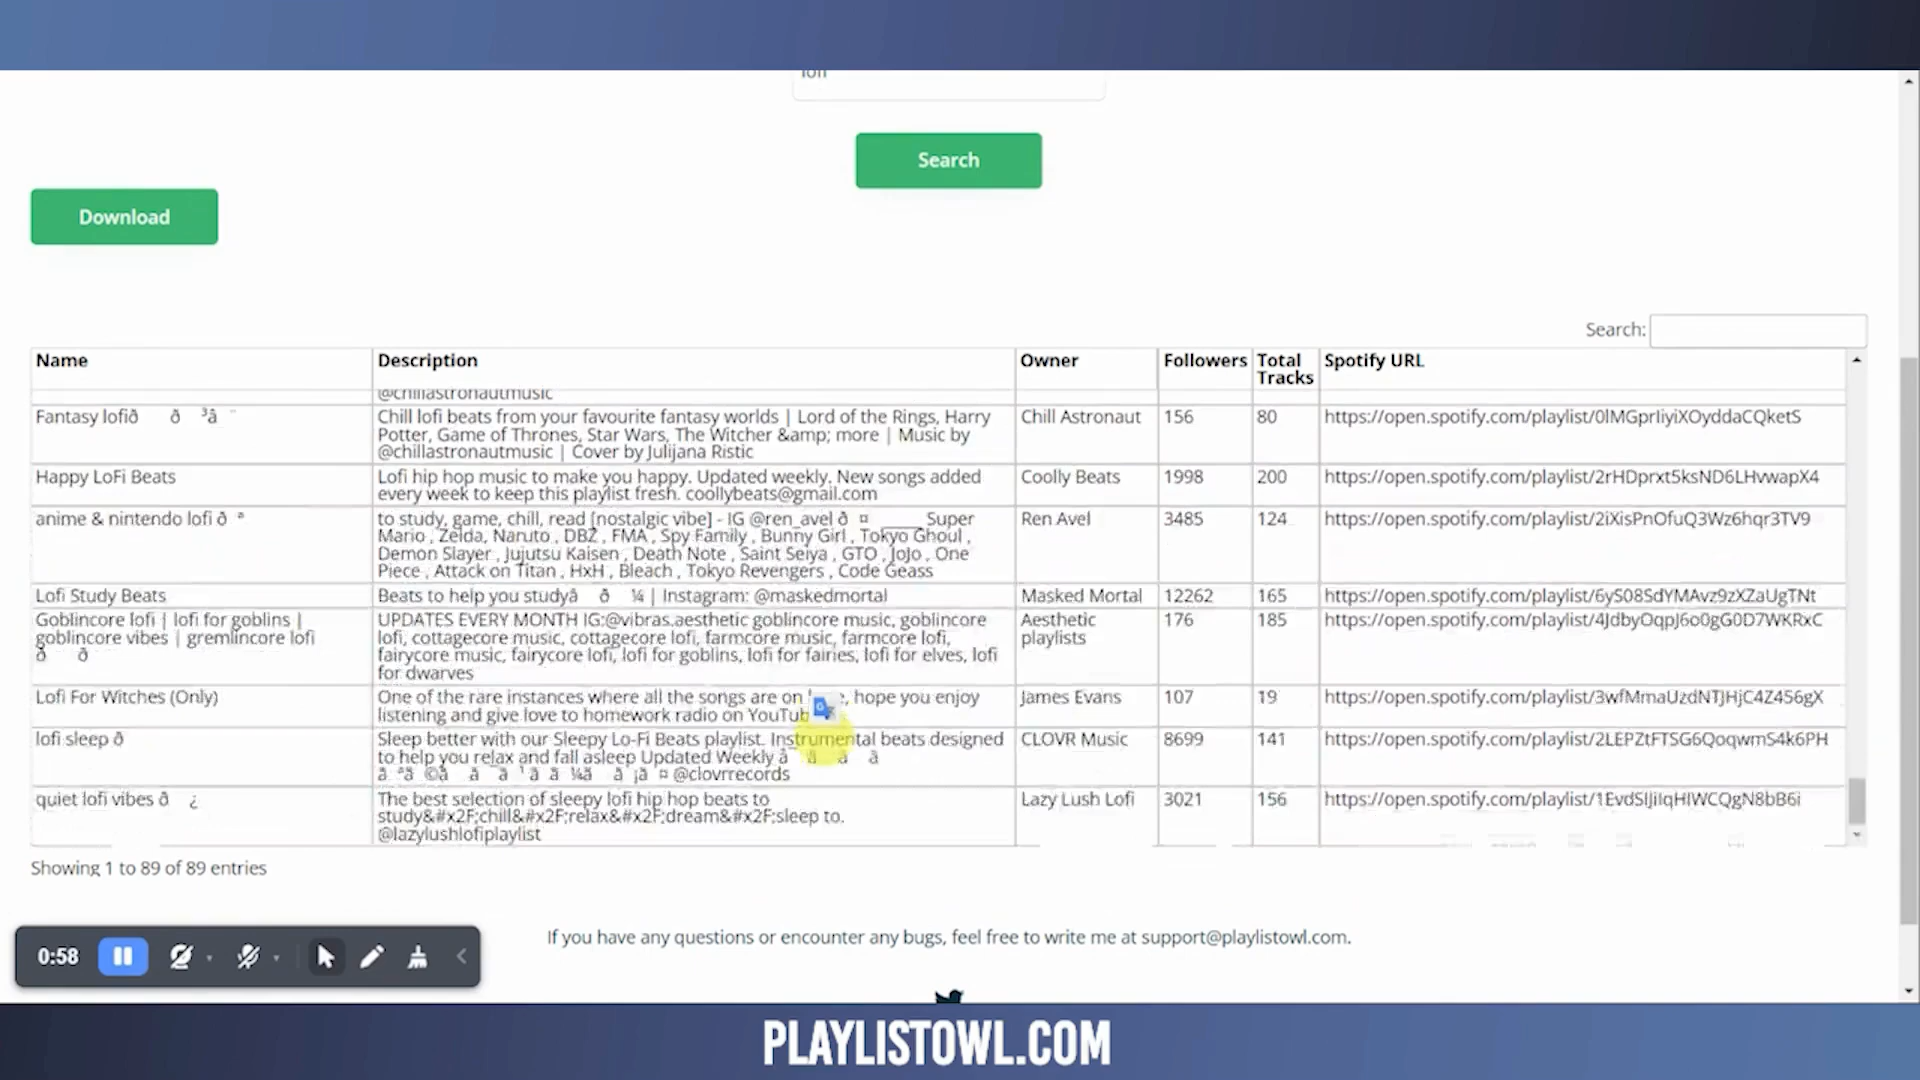 lofi
Search
Download
Search:
Name Description Owner Followers Total Tracks Spotify URL
@chillastronautmusic
Fantasy lofið ð ³â ¨ Chill lofi beats from your favourite fantasy worlds | Lord of the Rings, Harry Chill Astronaut 156 80 https://open.spotify.com/playlist/0lMGprIiyiXOyddaCQketS
Potter, Game of Thrones, Star Wars, The Witcher &amp; more | Music by
@chillastronautmusic | Cover by Julijana Ristic
Happy LoFi Beats Lofi hip hop music to make you happy. Updated weekly. New songs added Coolly Beats 1998 200 https://open.spotify.com/playlist/2rHDprxt5ksND6LHvwapX4
every week to keep this playlist fresh. coollybeats@gmail.com
anime & nintendo lofi ð ª to study, game, chill, read [nostalgic vibe] - IG @ren_avel ð ¤ _____Super Ren Avel 3485 124 https://open.spotify.com/playlist/2iXisPnOfuQ3Wz6hqr3TV9
Mario , Zelda, Naruto , DBZ , FMA , Spy Family , Bunny Girl , Tokyo Ghoul ,
Demon Slayer , Jujutsu Kaisen , Death Note , Saint Seiya , GTO , JoJo , One
Piece , Attack on Titan , HxH , Bleach , Tokyo Revengers , Code Geass
Lofi Study Beats Beats to help you studyâ ð ¼ | Instagram: @maskedmortal Masked Mortal 12262 165 https://open.spotify.com/playlist/6yS08SdYMAvz9zXZaUgTNt
Goblincore lofi | lofi for goblins | UPDATES EVERY MONTH IG:@vibras.aesthetic goblincore music, goblincore Aesthetic 176 185 https://open.spotify.com/playlist/4JdbyOqpJ6o0gG0D7WKRxC
goblincore vibes | gremlincore lofi lofi, cottagecore music, cottagecore lofi, farmcore music, farmcore lofi, playlists
ð ð fairycore music, fairycore lofi, lofi for goblins, lofi for fairies, lofi for elves, lofi
for dwarves
Lofi For Witches (Only) One of the rare instances where all the songs are on , hope you enjoy James Evans 107 19 https://open.spotify.com/playlist/3wfMmaUzdNTJHjC4Z456gX
listening and give love to homework radio on YouTub
lofi sleep ð Sleep better with our Sleepy Lo-Fi Beats playlist. Instrumental beats designed CLOVR Music 8699 141 https://open.spotify.com/playlist/2LEPZtFTSG6QoqwmS4k6PH
to help you relax and fall asleep Updated Weekly
@clovrrecords
quiet lofi vibes ð ¿ The best selection of sleepy lofi hip hop beats to Lazy Lush Lofi 3021 156 https://open.spotify.com/playlist/1EvdSIJiIqHIWCQgN8bB6i
study&#x2F;chill&#x2F;relax&#x2F;dream&#x2F;sleep to.
@lazylushlofiplaylist
Showing 1 to 89 of 89 entries
If you have any questions or encounter any bugs, feel free to write me at support@playlistowl.com.
0:58
PLAYLISTOWL.COM